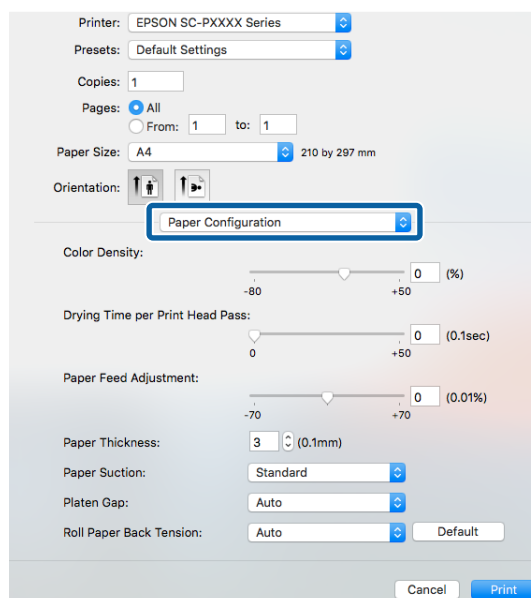 Printer: EPSON SC-PXXXX Series
Presets: Default Settings
Copies: 1
Pages: All
From: 1 to: 1
Paper Size: A4 210 by 297 mm
Orientation:
Paper Configuration
Color Density:
0 (%)
-80 +50
Drying Time per Print Head Pass:
0 (0.1sec)
0 +50
Paper Feed Adjustment:
0 (0.01%)
-70 +70
Paper Thickness: 3 (0.1mm)
Paper Suction: Standard
Platen Gap: Auto
Roll Paper Back Tension: Auto Default
Cancel Print